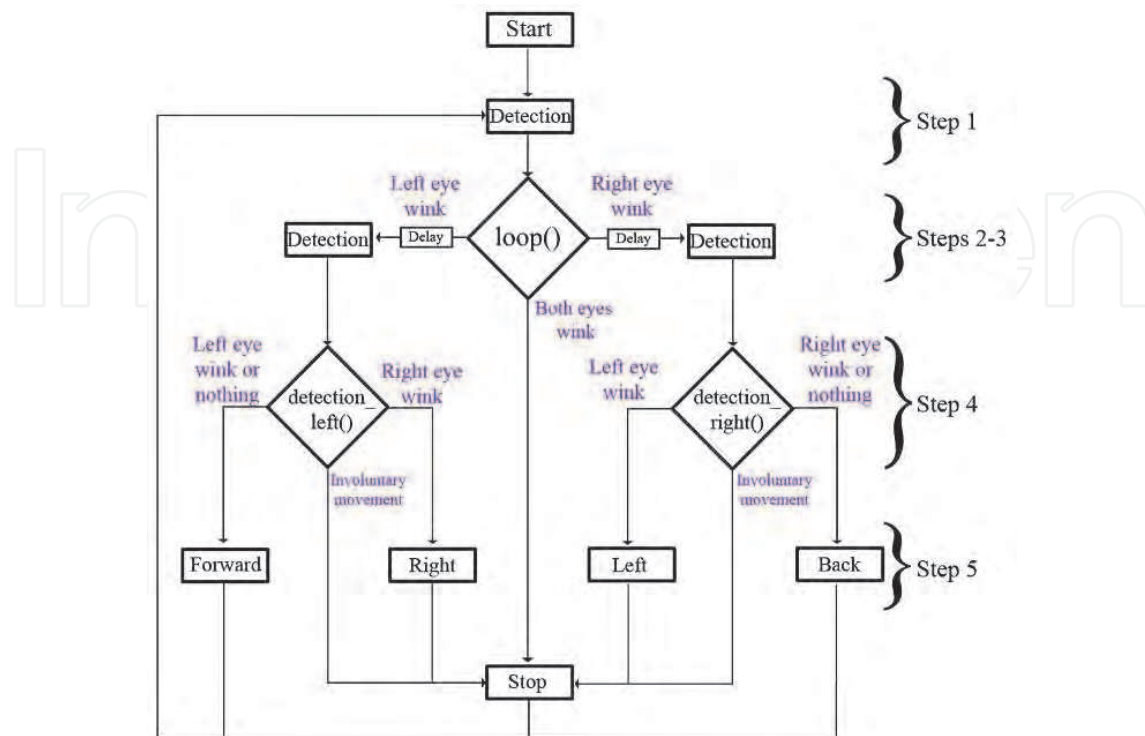 Start
Detection
Step 1
Left eye
wink
Right eye
wink
Detection
Delay
loop()
Delay
Detection
Steps 2-3
Both eyes
wink
Left eye
wink or
nothing
Right eye
wink
Left eye
wink
Right eye
wink or
nothing
detection_
left()
detection_
right()
Step 4
Involuntary
movement
Involuntary
movement
Forward
Right
Left
Back
Step 5
Stop